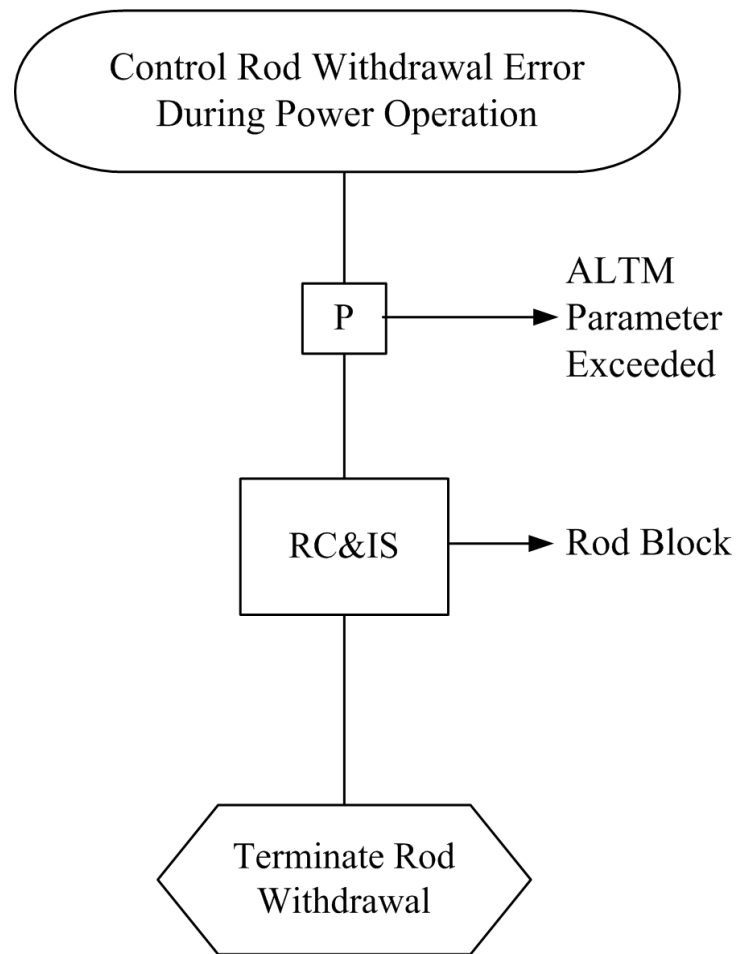 Control Rod Withdrawal Error
During Power Operation
P
ALTM
Parameter
Exceeded
RC&IS
Rod Block
Terminate Rod
Withdrawal